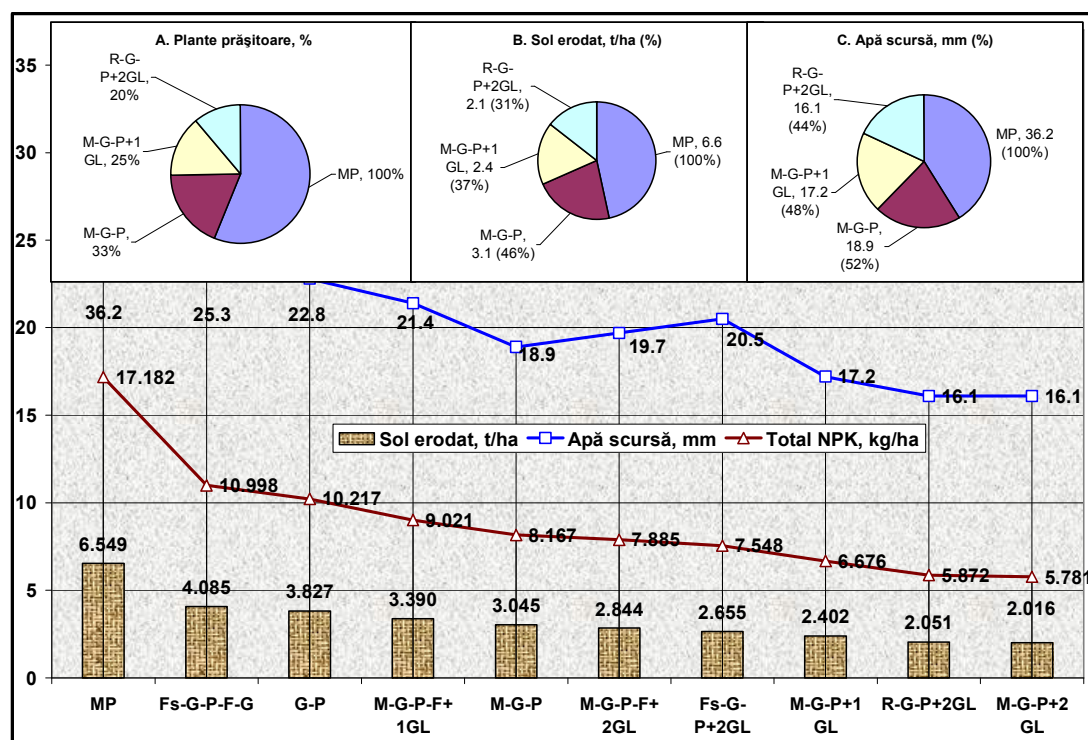 A. Plante prăşitoare, %
R-G-
P+2GL,
20%
M-G-P+1
GL, 25%
MP, 100%
M-G-P,
33%
B. Sol erodat, t/ha (%)
R-G-
P+2GL,
2.1 (31%)
M-G-P+1
GL, 2.4
(37%)
MP, 6.6
(100%)
M-G-P,
3.1 (46%)
C. Apă scursă, mm (%)
R-G-
P+2GL,
16.1
(44%)
MP, 36.2
(100%)
M-G-P+1
GL, 17.2
(48%)
M-G-P,
18.9
(52%)
35
30
25
20
15
10
5
0
36.2
25.3
22.8
21.4
18.9
19.7
20.5
17.2
16.1
16.1
Sol erodat, t/ha
Apă scursă, mm
Total NPK, kg/ha
17.182
10.998
10.217
9.021
8.167
7.885
7.548
6.676
5.872
5.781
6.549
4.085
3.827
3.390
3.045
2.844
2.655
2.402
2.051
2.016
MP
Fs-G-P-F-G
G-P
M-G-P-F+
1GL
M-G-P
M-G-P-F+
2GL
Fs-G-
P+2GL
M-G-P+1
GL
R-G-P+2GL
M-G-P+2
GL